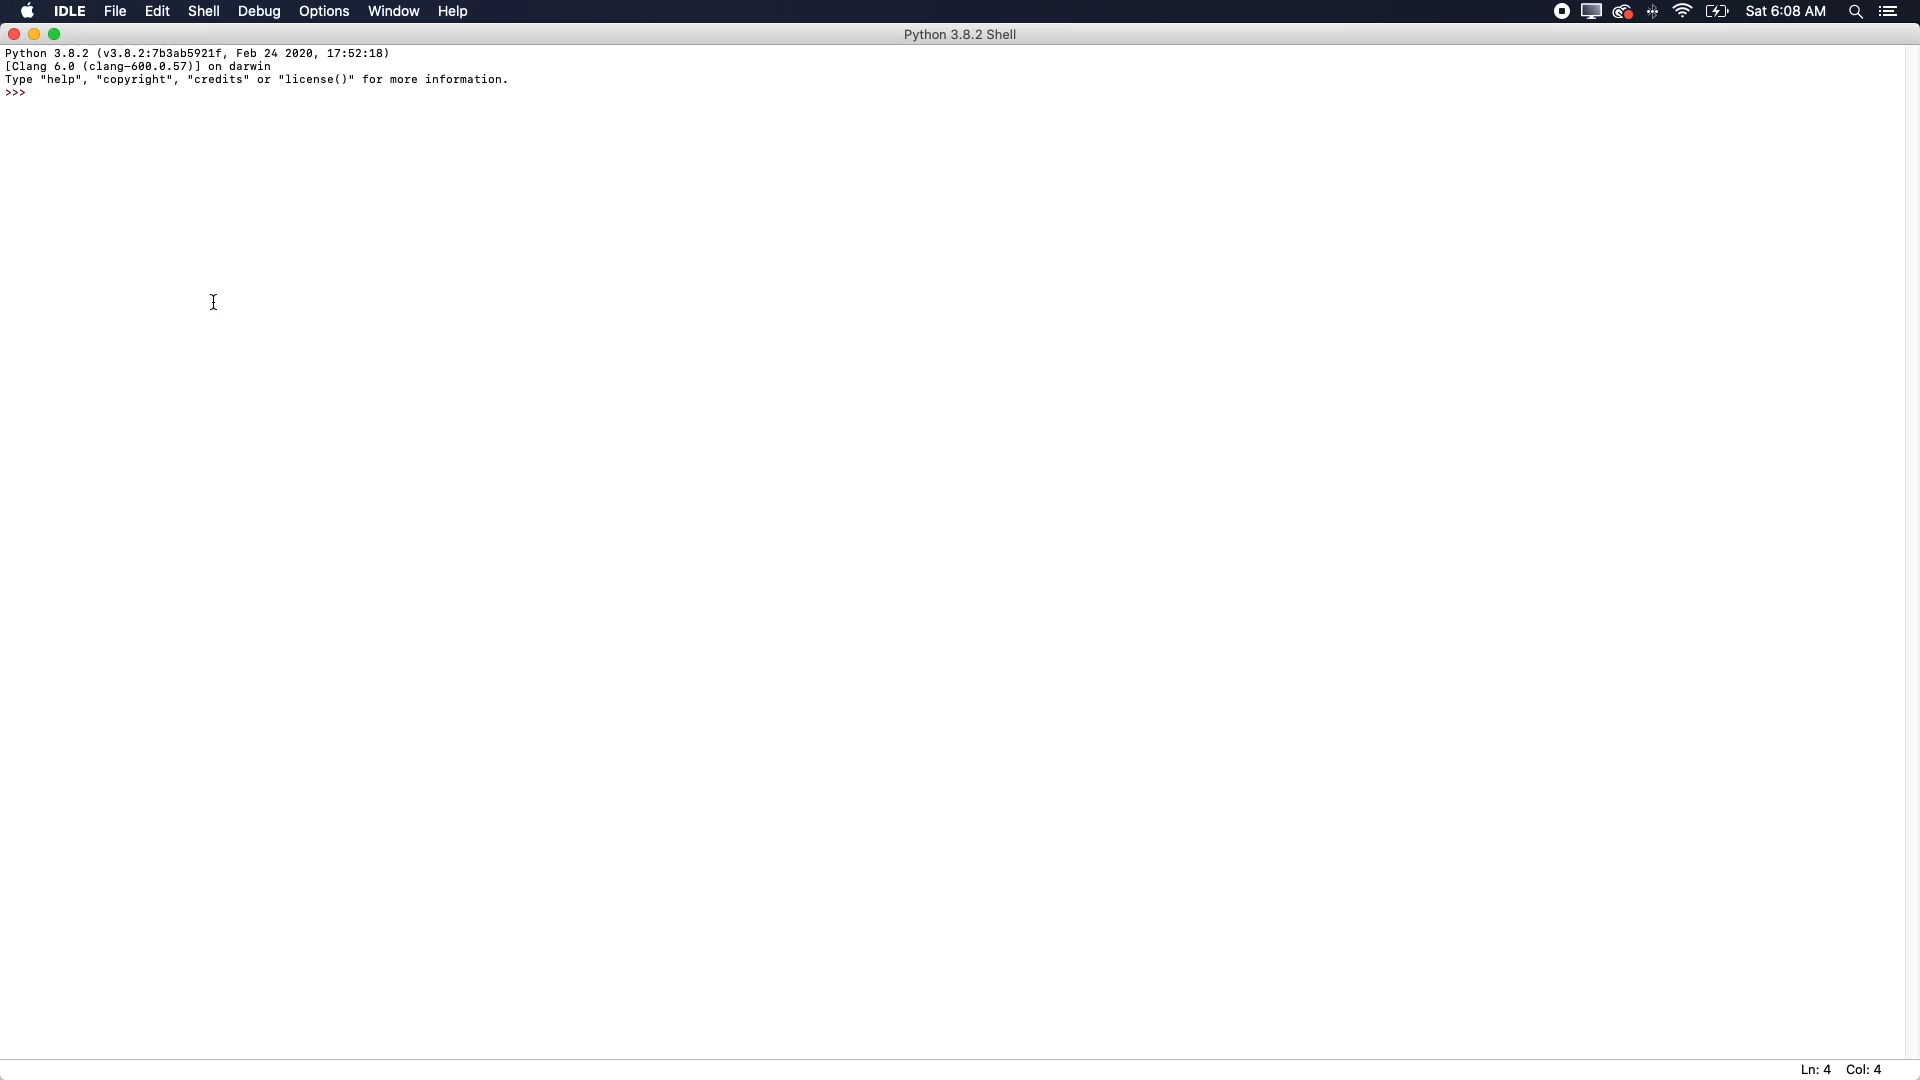 IDLE File Edit Shell Debug Options Window Help Sat 6:08 AM
Python 3.8.2 Shell
Python 3.8.2 (v3.8.2:7b3ab5921f, Feb 24 2020, 17:52:18)
[Clang 6.0 (clang-600.0.57)] on darwin
Type "help", "copyright", "credits" or "license()" for more information.
>>>
Ln: 4 Col: 4